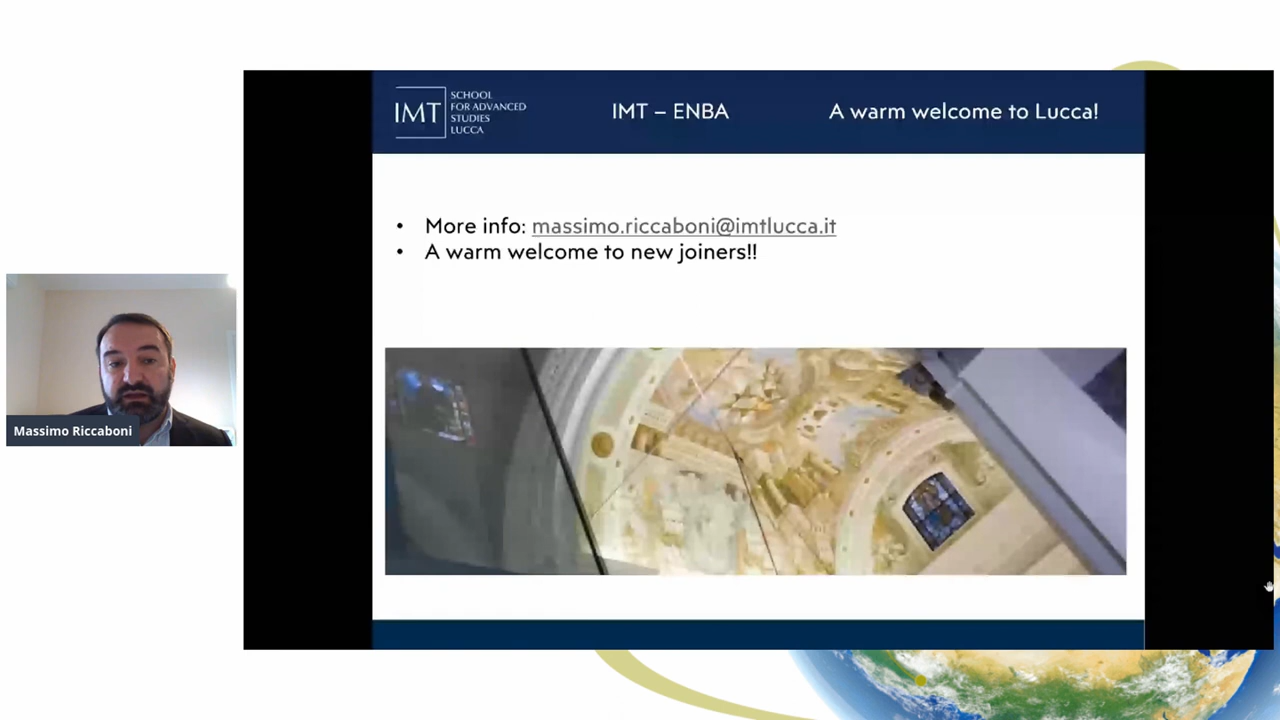 IMT
SCHOOL
FOR ADVANCED
STUDIES
LUCCA
IMT – ENBA
A warm welcome to Lucca!
• More info: massimo.riccaboni@imtlucca.it
• A warm welcome to new joiners!!
Massimo Riccaboni